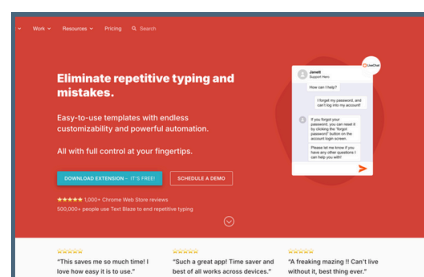 Work
Resources
Pricing
Search
Eliminate repetitive typing and
mistakes.
Easy-to-use templates with endless
customizability and powerful automation.
All with full control at your fingertips.
DOWNLOAD EXTENSION – IT'S FREE!
SCHEDULE A DEMO
1,000+ Chrome Web Store reviews
500,000+ people use Text Blaze to end repetitive typing
LiveChat
Janett
Support Hero
How can I help?
I forgot my password, and
can't log into my account!
If you forgot your
password, you can reset it
by clicking the "forgot
password" button on the
account login screen.
Please let me know if you
have any other questions I
can help you with!
"This saves me so much time! I
love how easy it is to use."
"Such a great app! Time saver and
best of all works across devices."
"A freaking mazing !! Can't live
without it, best thing ever."